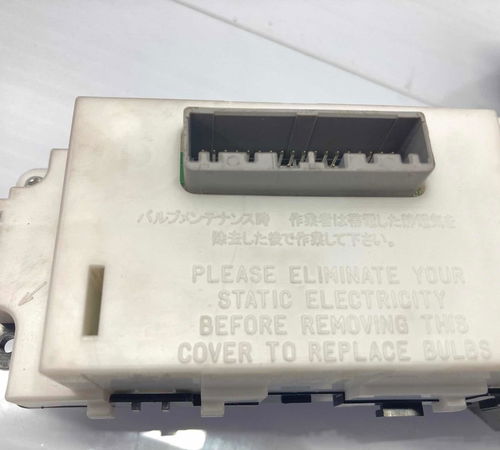 バルブメンテナンス時 作業者は帯電した静電気を
除去した後で作業して下さい。
PLEASE ELIMINATE YOUR
STATIC ELECTRICITY
BEFORE REMOVING THIS
COVER TO REPLACE BULBS